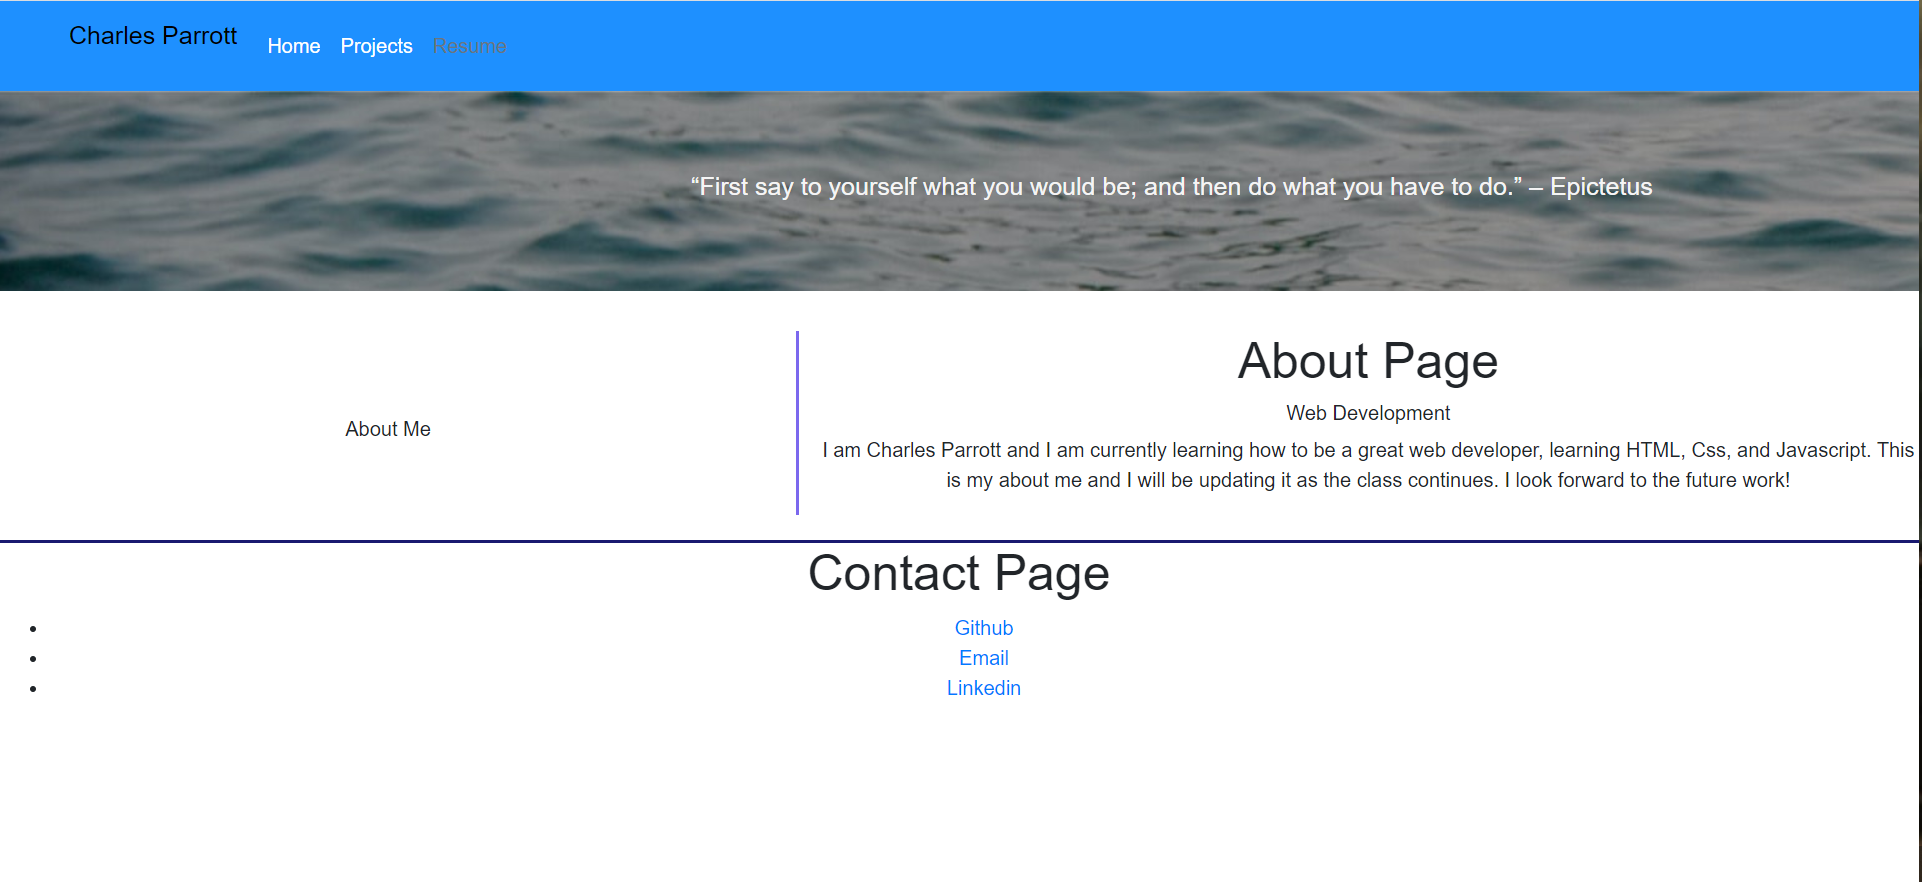 Charles Parrott
Home Projects Resume
“First say to yourself what you would be; and then do what you have to do.” – Epictetus
About Me
About Page
Web Development
I am Charles Parrott and I am currently learning how to be a great web developer, learning HTML, Css, and Javascript. This
is my about me and I will be updating it as the class continues. I look forward to the future work!
Contact Page
Github
Email
Linkedin